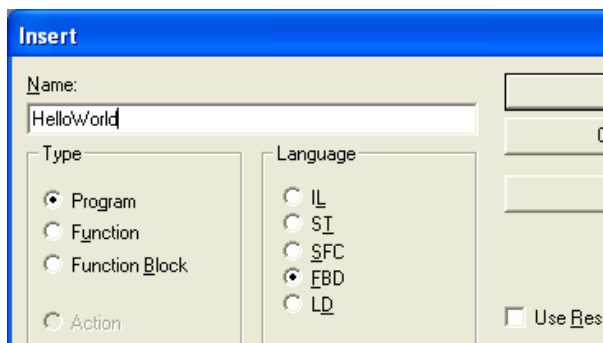 Insert
Name:
HelloWorld
Type
Program
Function
Function Block
Action
Language
IL
ST
SFC
FBD
LD
Use Res